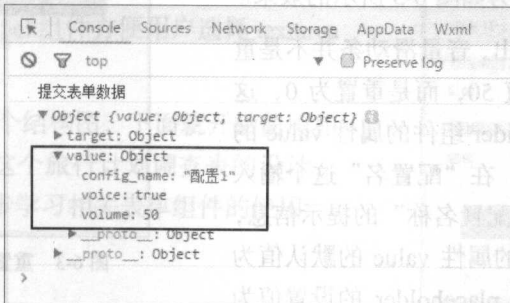 Console Sources Network Storage AppData Wxml
top Preserve log
提交表单数据
Object {value: Object, target: Object}
target: Object
value: Object
config_name: "配置1"
voice: true
volume: 50
__proto__: Object
__proto__: Object